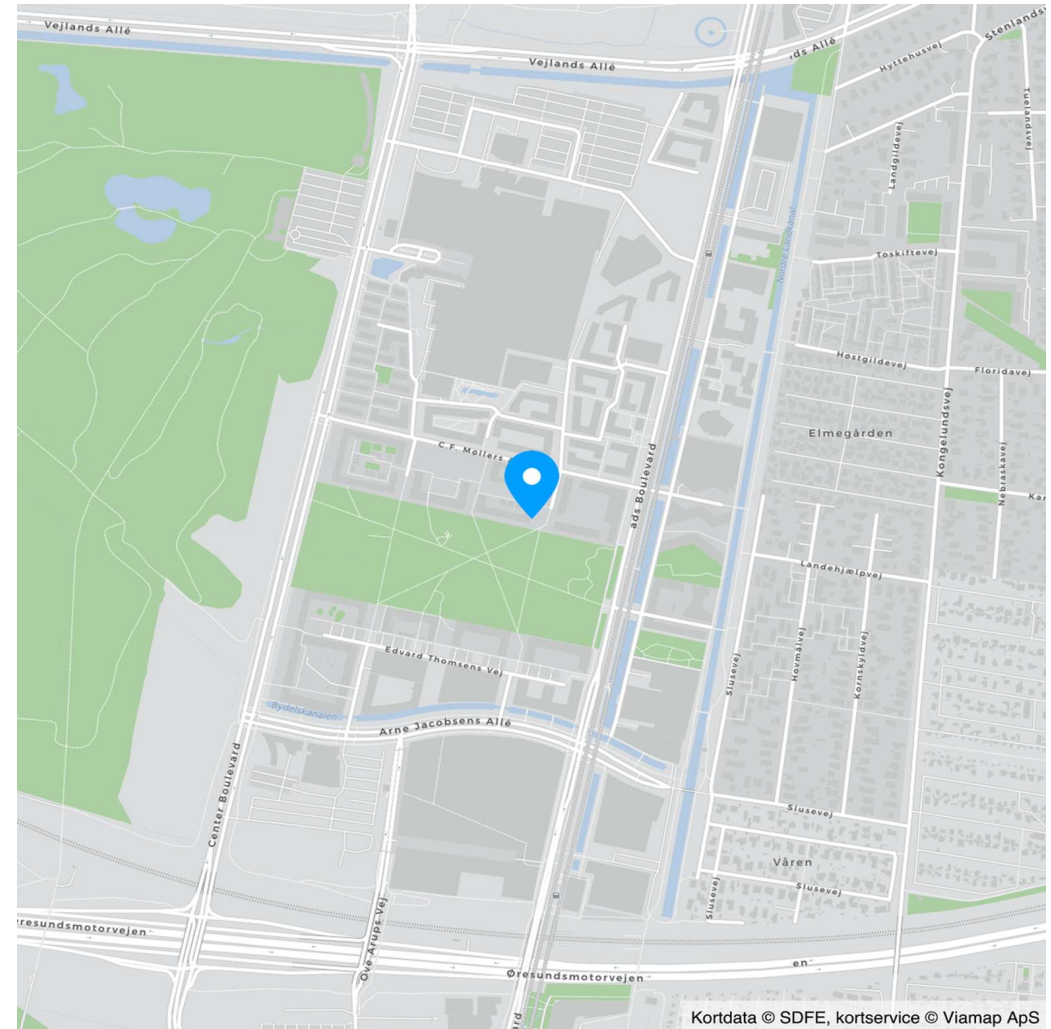 Vejlands Allé
Vejlands Allé
ds Allé
Stenlands
Hyttehusvej
Tuelandsvej
Landgildevej
Nordre Landkanal
Toskiftevej
Høstgildevej
Floridavej
Kongelundsvej
Elmegården
Nebraskavej
C.F. Møllers
ads Boulevard
Kar
Landehjælpvej
Hovmålvej
Kornskyldvej
Slusevej
Edvard Thomsens Vej
Bydelskanalen
Arne Jacobsens Allé
Center Boulevard
Slusevej
Våren
Slusevej
Slusevej
Ove Arups Vej
resundsmotorvejen
en
Øresundsmotorvejen
ard
Kortdata © SDFE, kortservice © Viamap ApS